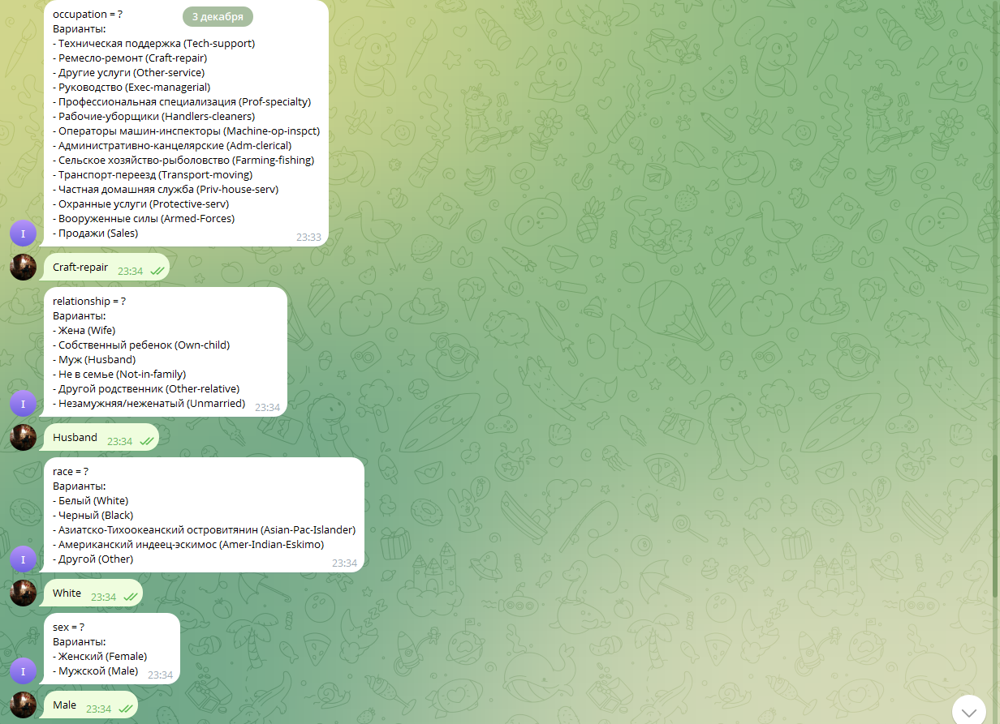 3 декабря
occupation = ?
Варианты:
- Техническая поддержка (Tech-support)
- Ремесло-ремонт (Craft-repair)
- Другие услуги (Other-service)
- Руководство (Exec-managerial)
- Профессиональная специализация (Prof-specialty)
- Рабочие-уборщики (Handlers-cleaners)
- Операторы машин-инспекторы (Machine-op-inspct)
- Административно-канцелярские (Adm-clerical)
- Сельское хозяйство-рыболовство (Farming-fishing)
- Транспорт-переезд (Transport-moving)
- Частная домашняя служба (Priv-house-serv)
- Охранные услуги (Protective-serv)
- Вооруженные силы (Armed-Forces)
- Продажи (Sales)
I 23:33
Craft-repair 23:34
relationship = ?
Варианты:
- Жена (Wife)
- Собственный ребенок (Own-child)
- Муж (Husband)
- Не в семье (Not-in-family)
- Другой родственник (Other-relative)
- Незамужняя/неженатый (Unmarried) 23:34
I
Husband 23:34
race = ?
Варианты:
- Белый (White)
- Черный (Black)
- Азиатско-Тихоокеанский островитянин (Asian-Pac-Islander)
- Американский индеец-эскимос (Amer-Indian-Eskimo)
- Другой (Other) 23:34
I
White 23:34
sex = ?
Варианты:
- Женский (Female)
- Мужской (Male) 23:34
I
Male 23:34